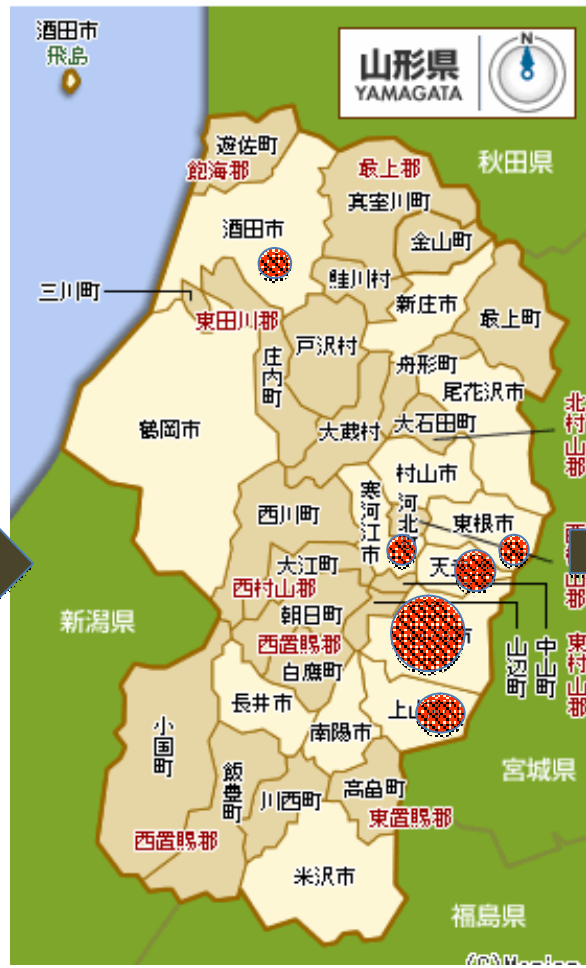 酒田市
飛島
山形県
YAMAGATA
N
遊佐町
飽海郡
最上郡
秋田県
真室川町
酒田市
金山町
鮭川村
三川町
新庄市
東田川郡
最上町
戸沢村
庄内町
舟形町
尾花沢市
鶴岡市
大蔵村
大石田町
北村山郡
村山市
寒河江市
河北
西川町
東根市
大江町
天
西村山郡
朝日町
新潟県
西置賜郡
山辺町
中山町
東村山郡
市
白鷹町
長井市
上山
南陽市
小国町
飯豊町
川西町
高畠町
宮城県
東置賜郡
西置賜郡
米沢市
福島県